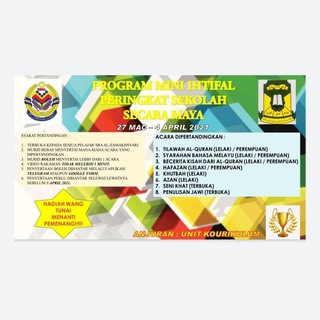 PROGRAM MINI IHTIFAL
PERINGKAT SEKOLAH
SECARA MAYA
27 MAC – 4 APRIL 2021
SYARAT PERTANDINGAN :
1. TERBUKA KEPADA SEMUA PELAJAR SRA AL-ZAMAKHSYARI.
2. MURID BEBAS MENYERTAI MANA-MANA ACARA YANG
DIPERTANDINGKAN.
3. MURID BOLEH MENYERTAI LEBIH DARI 1 ACARA.
4. VIDEO RAKAMAN TIDAK MELEBIHI 5 MINIT.
5. PENYERTAAN BOLEH DIHANTAR MELALUI APLIKASI
TELEGRAM ATAUPUN GOOGLE FORM
6. PENYERTAAN PERLU DIHANTAR SELEWAT-LEWATNYA
SEBELUM 5 APRIL 2021.
ACARA DIPERTANDINGKAN :
1. TILAWAH AL-QURAN (LELAKI / PEREMPUAN)
2. SYARAHAN BAHASA MELAYU (LELAKI / PEREMPUAN)
3. BERCERITA KISAH DARI AL-QURAN (LELAKI / PEREMPUAN)
4. HAFAZAN (LELAKI / PEREMPUAN)
5. KHUTBAH (LELAKI)
6. AZAN (LELAKI)
7. SENI KHAT (TERBUKA)
8. PENULISAN JAWI (TERBUKA)
HADIAH WANG
TUNAI
MENANTI
PEMENANG!!!!!
ANJURAN : UNIT KOURIKULUM